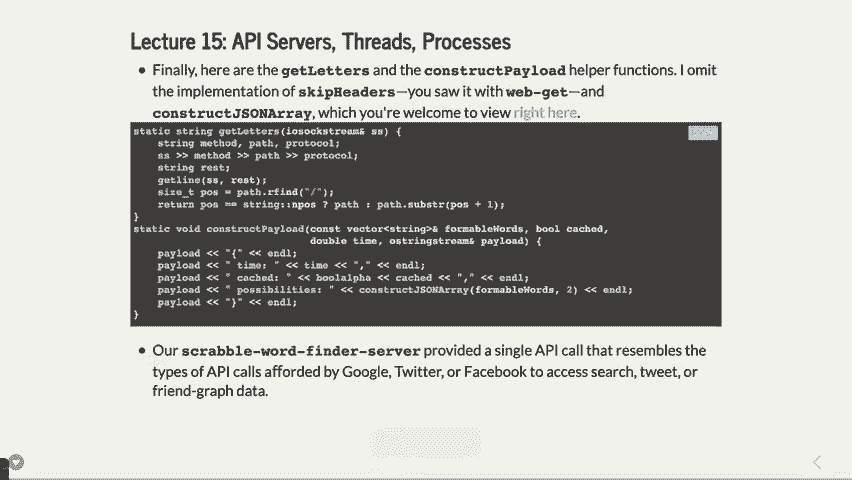 Lecture 15: API Servers, Threads, Processes
• Finally, here are the getLetters and the constructPayload helper functions. I omit
the implementation of skipHeaders—you saw it with web-get—and
constructJSONArray, which you're welcome to view right here.
static string getLetters(iosockstream& ss) {
    string method, path, protocol;
    ss >> method >> path >> protocol;
    string rest;
    getline(ss, rest);
    size_t pos = path.rfind("/");
    return pos == string::npos ? path : path.substr(pos + 1);
}
static void constructPayload(const vector<string>& formableWords, bool cached,
                             double time, ostringstream& payload) {
    payload << "{" << endl;
    payload << " time: " << time << "," << endl;
    payload << " cached: " << boolalpha << cached << "," << endl;
    payload << " possibilities: " << constructJSONArray(formableWords, 2) << endl;
    payload << "}" << endl;
}
• Our scrabble-word-finder-server provided a single API call that resembles the
types of API calls afforded by Google, Twitter, or Facebook to access search, tweet, or
friend-graph data.